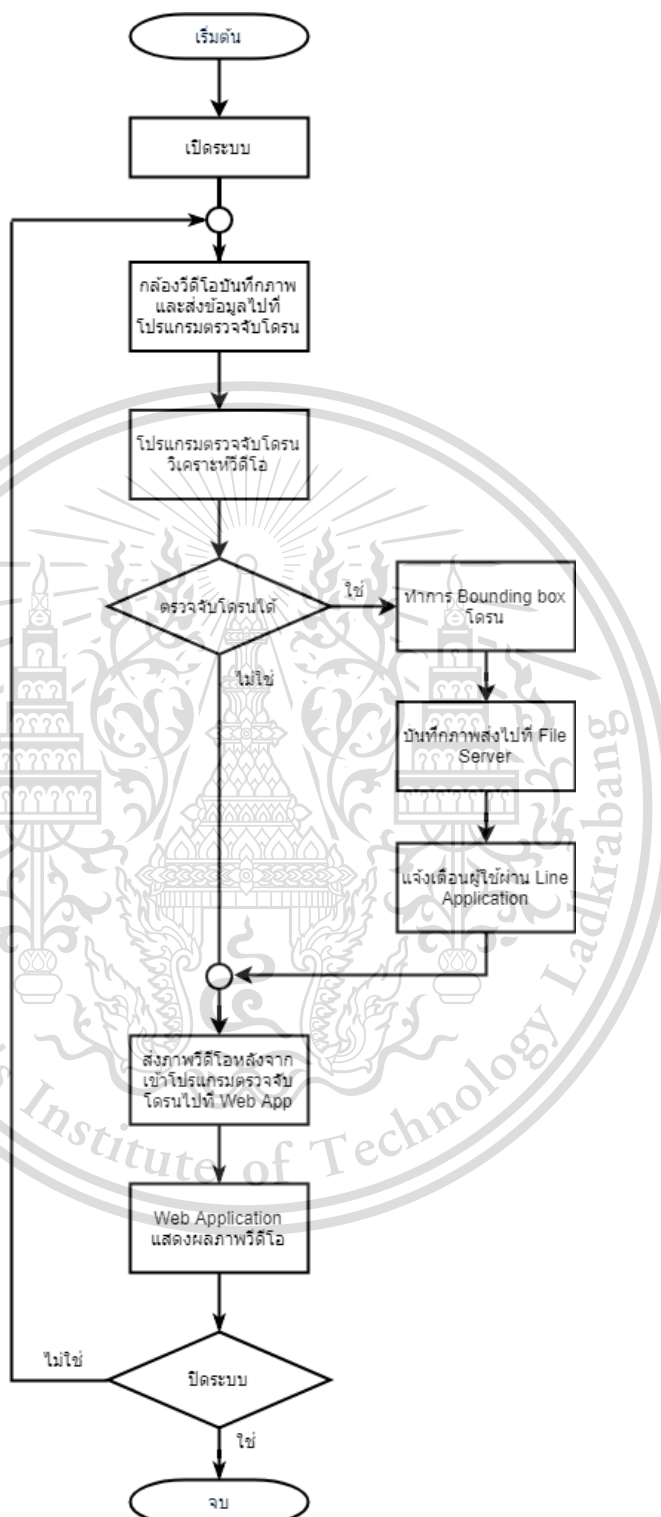 เริ่มต้น
เปิดระบบ
กล้องวีดีโอบันทึกภาพ
และส่งข้อมูลไปที่
โปรแกรมตรวจจับโดรน
โปรแกรมตรวจจับโดรน
วิเคราะห์วีดีโอ
ตรวจจับโดรนได้
ใช่
ทำการ Bounding box
โดรน
ไม่ใช่
บันทึกภาพส่งไปที่ File
Server
แจ้งเตือนผู้ใช้ผ่าน Line
Application
ส่งภาพวีดีโอหลังจาก
เข้าโปรแกรมตรวจจับ
โดรนไปที่ Web App
Web Application
แสดงผลภาพวีดีโอ
ไม่ใช่
ปิดระบบ
ใช่
จบ
Institute of Technology Ladkrabang